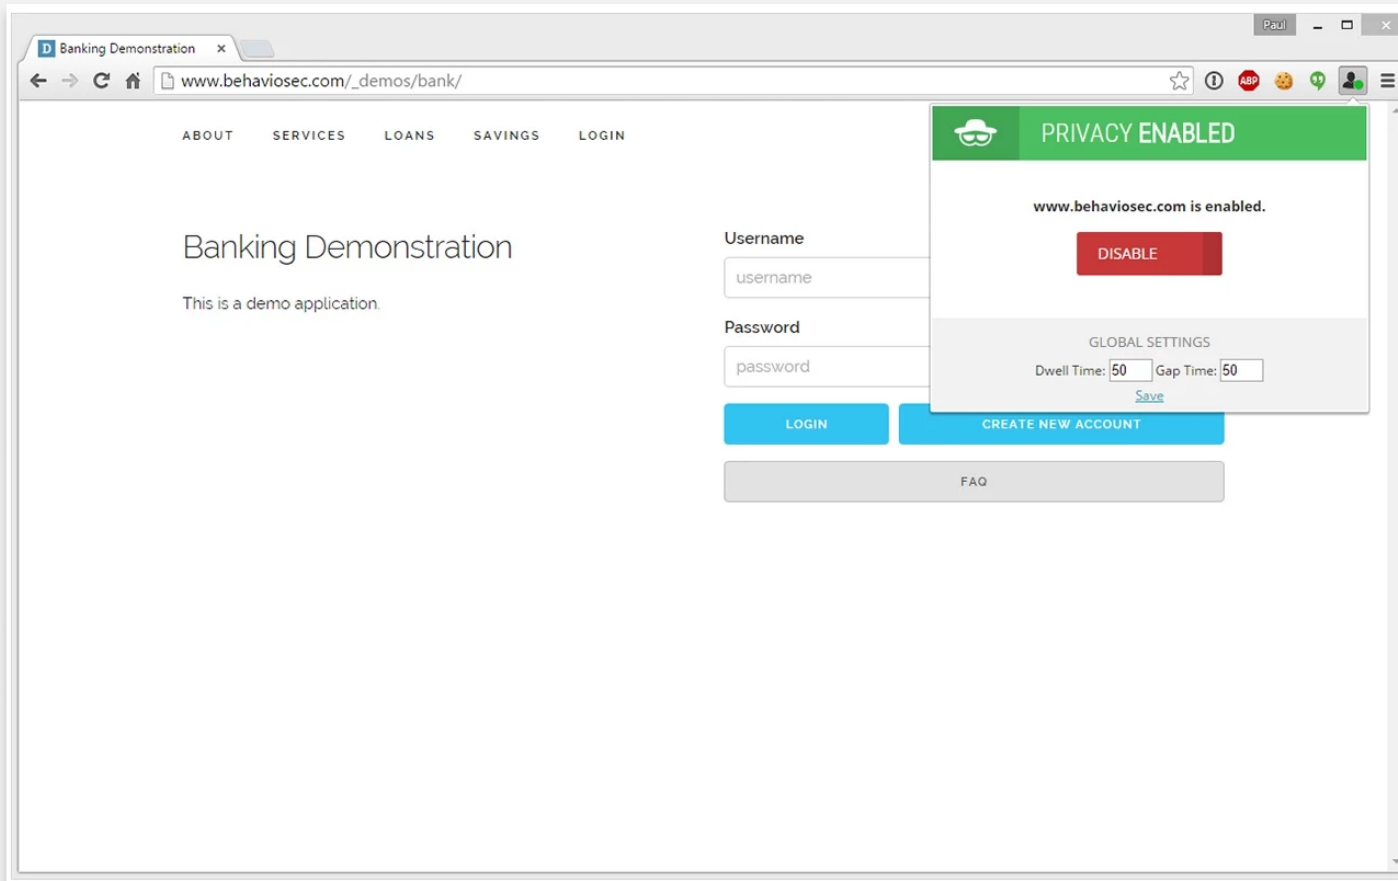 Paul
D Banking Demonstration
www.behaviosec.com/_demos/bank/
ABP
ABOUT SERVICES LOANS SAVINGS LOGIN
PRIVACY ENABLED
www.behaviosec.com is enabled.
DISABLE
GLOBAL SETTINGS
Dwell Time: 50 Gap Time: 50
Save
Banking Demonstration
This is a demo application.
Username
username
Password
password
LOGIN CREATE NEW ACCOUNT
FAQ